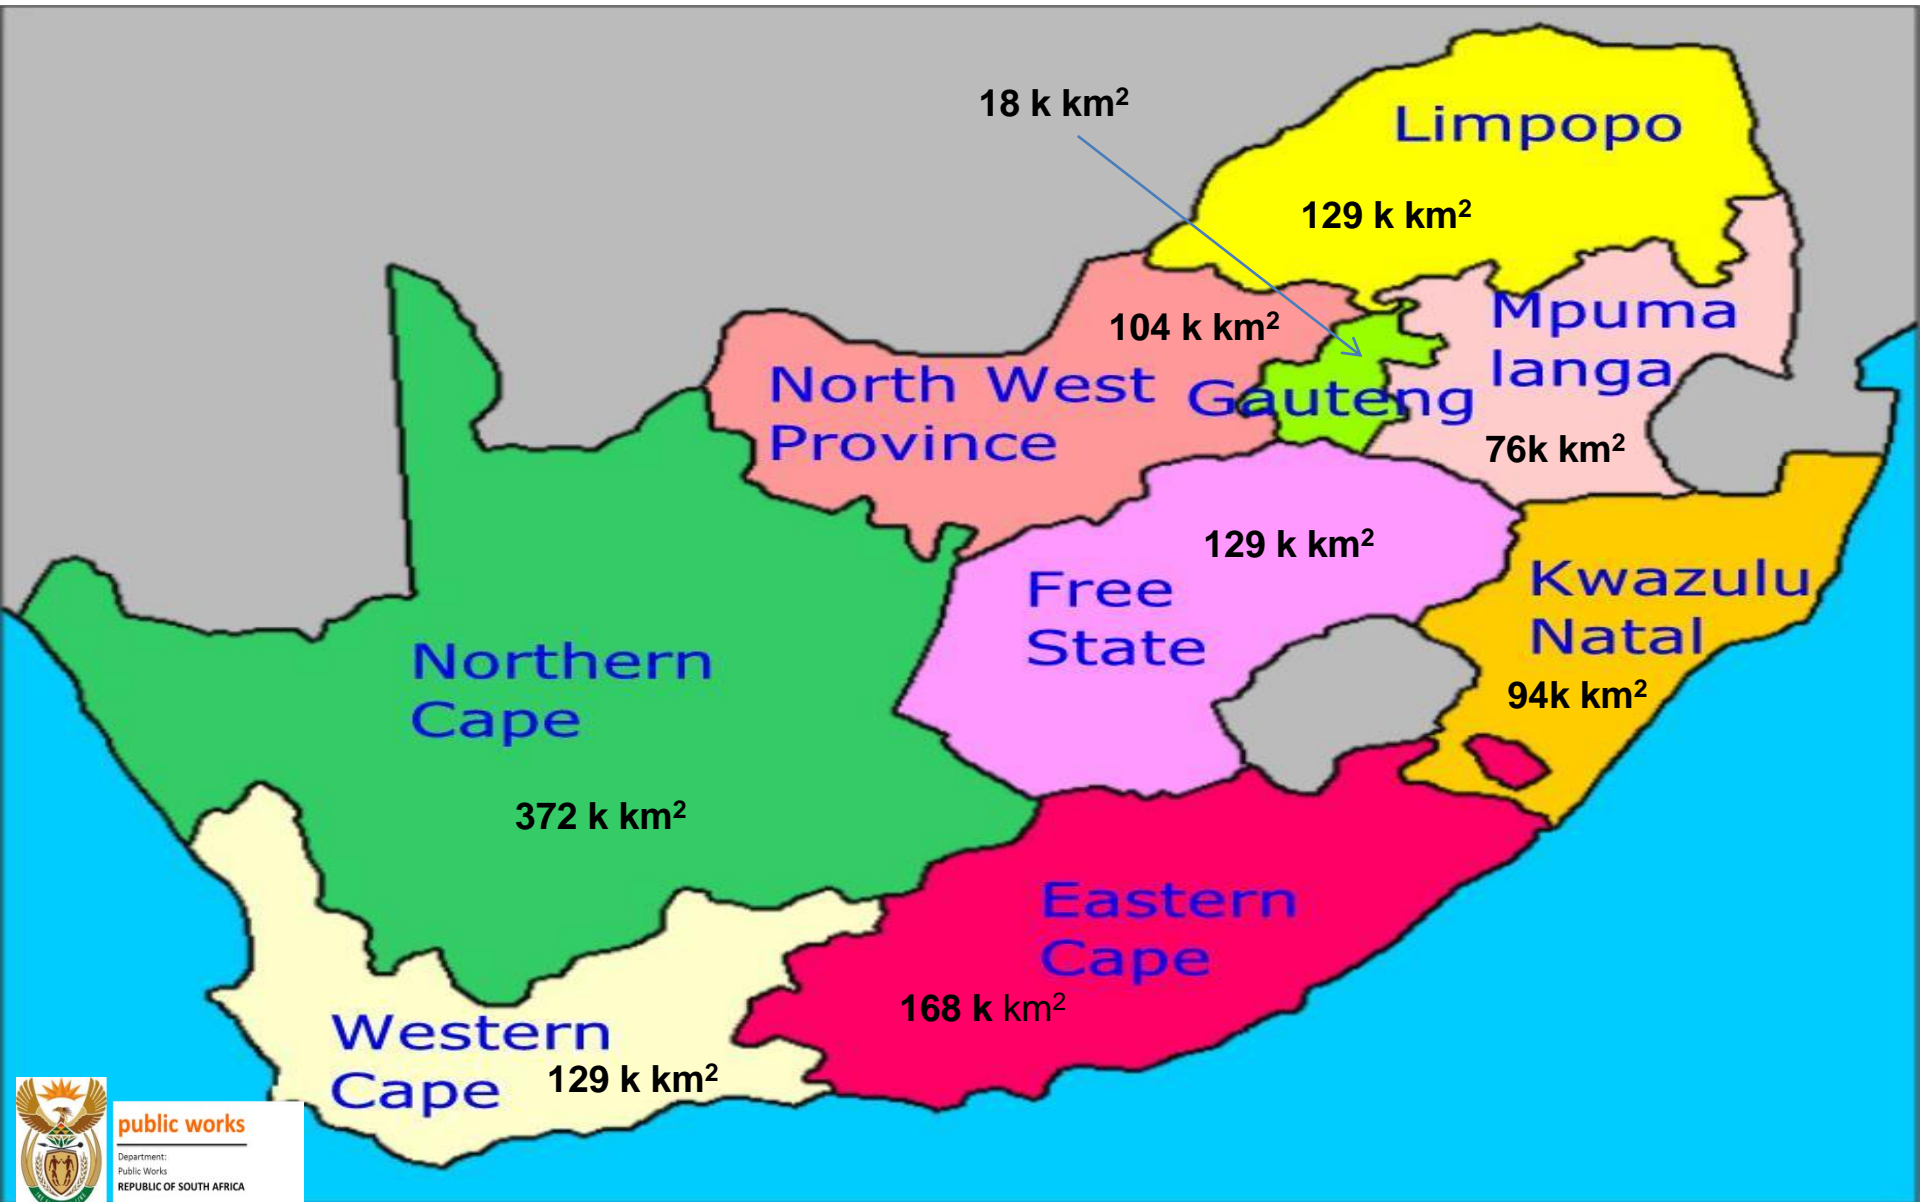 18 k km²
Limpopo
129 k km²
104 k km²
Mpuma
langa
North West
Province
Gauteng
76k km²
129 k km²
Free
State
Kwazulu
Natal
94k km²
Northern
Cape
372 k km²
Eastern
Cape
168 k km²
Western
Cape
129 k km²
public works
Department:
Public Works
REPUBLIC OF SOUTH AFRICA